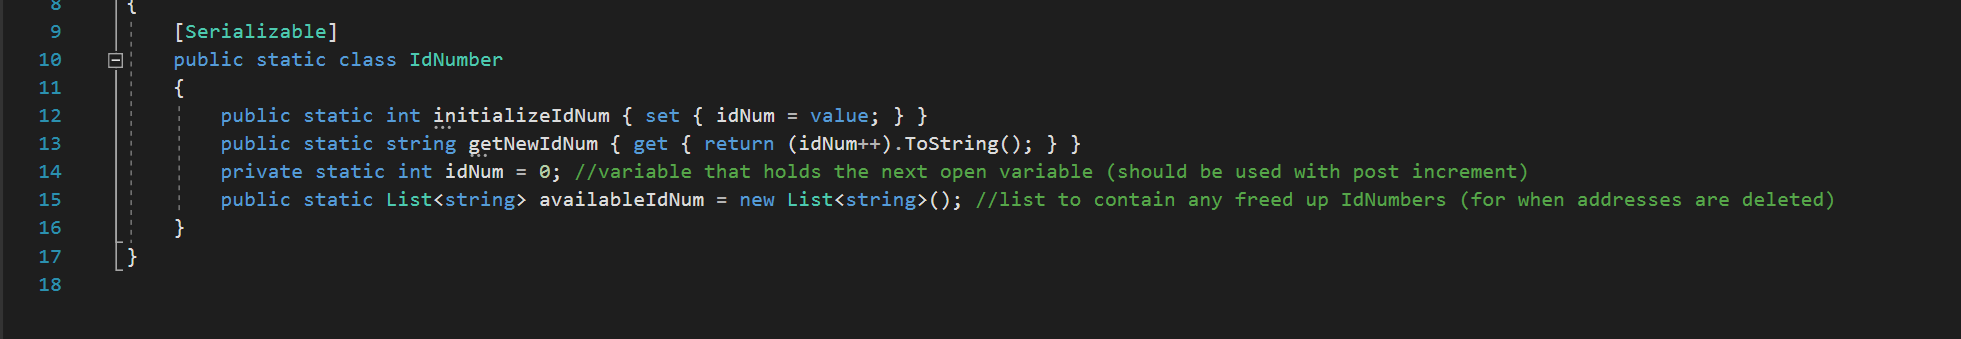 8 {
9 [Serializable]
10 public static class IdNumber
11 {
12 public static int initializeIdNum { set { idNum = value; } }
13 public static string getNewIdNum { get { return (idNum++).ToString(); } }
14 private static int idNum = 0; //variable that holds the next open variable (should be used with post increment)
15 public static List<string> availableIdNum = new List<string>(); //list to contain any freed up IdNumbers (for when addresses are deleted)
16 }
17 }
18